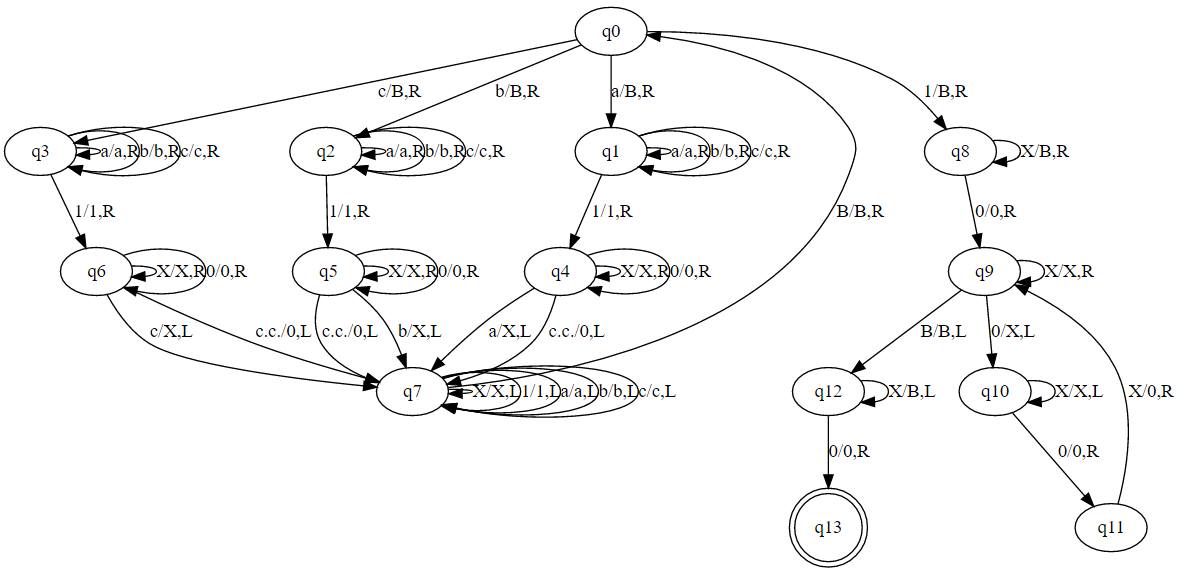 q0
c/B,R b/B,R a/B,R 1/B,R
q3 a/a,R b/b,R c/c,R q2 a/a,R b/b,R c/c,R q1 a/a,R b/b,R c/c,R q8 X/B,R
1/1,R 1/1,R 1/1,R B/B,R 0/0,R
q6 X/X,R 0/0,R q5 X/X,R 0/0,R q4 X/X,R 0/0,R q9 X/X,R
c/X,L c.c./0,L c.c./0,L b/X,L a/X,L c.c./0,L B/B,L 0/X,L
q7 X/X,L 1/1,L a/a,L b/b,L c/c,L q12 X/B,L q10 X/X,L X/0,R
0/0,R 0/0,R
q13 q11